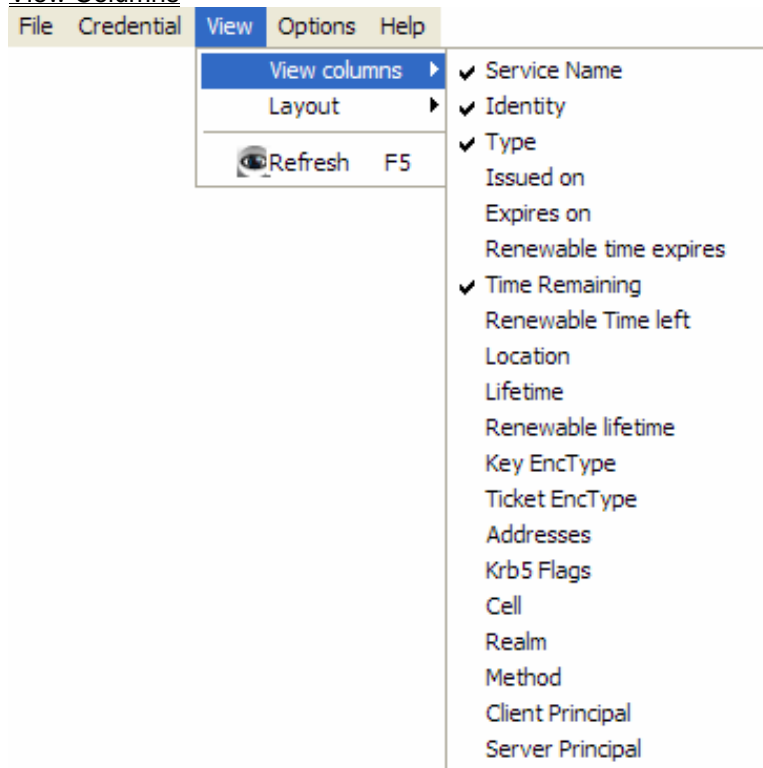 View Columns
File Credential View Options Help
View columns
Layout
Refresh F5
Service Name
Identity
Type
Issued on
Expires on
Renewable time expires
Time Remaining
Renewable Time left
Location
Lifetime
Renewable lifetime
Key EncType
Ticket EncType
Addresses
Krb5 Flags
Cell
Realm
Method
Client Principal
Server Principal